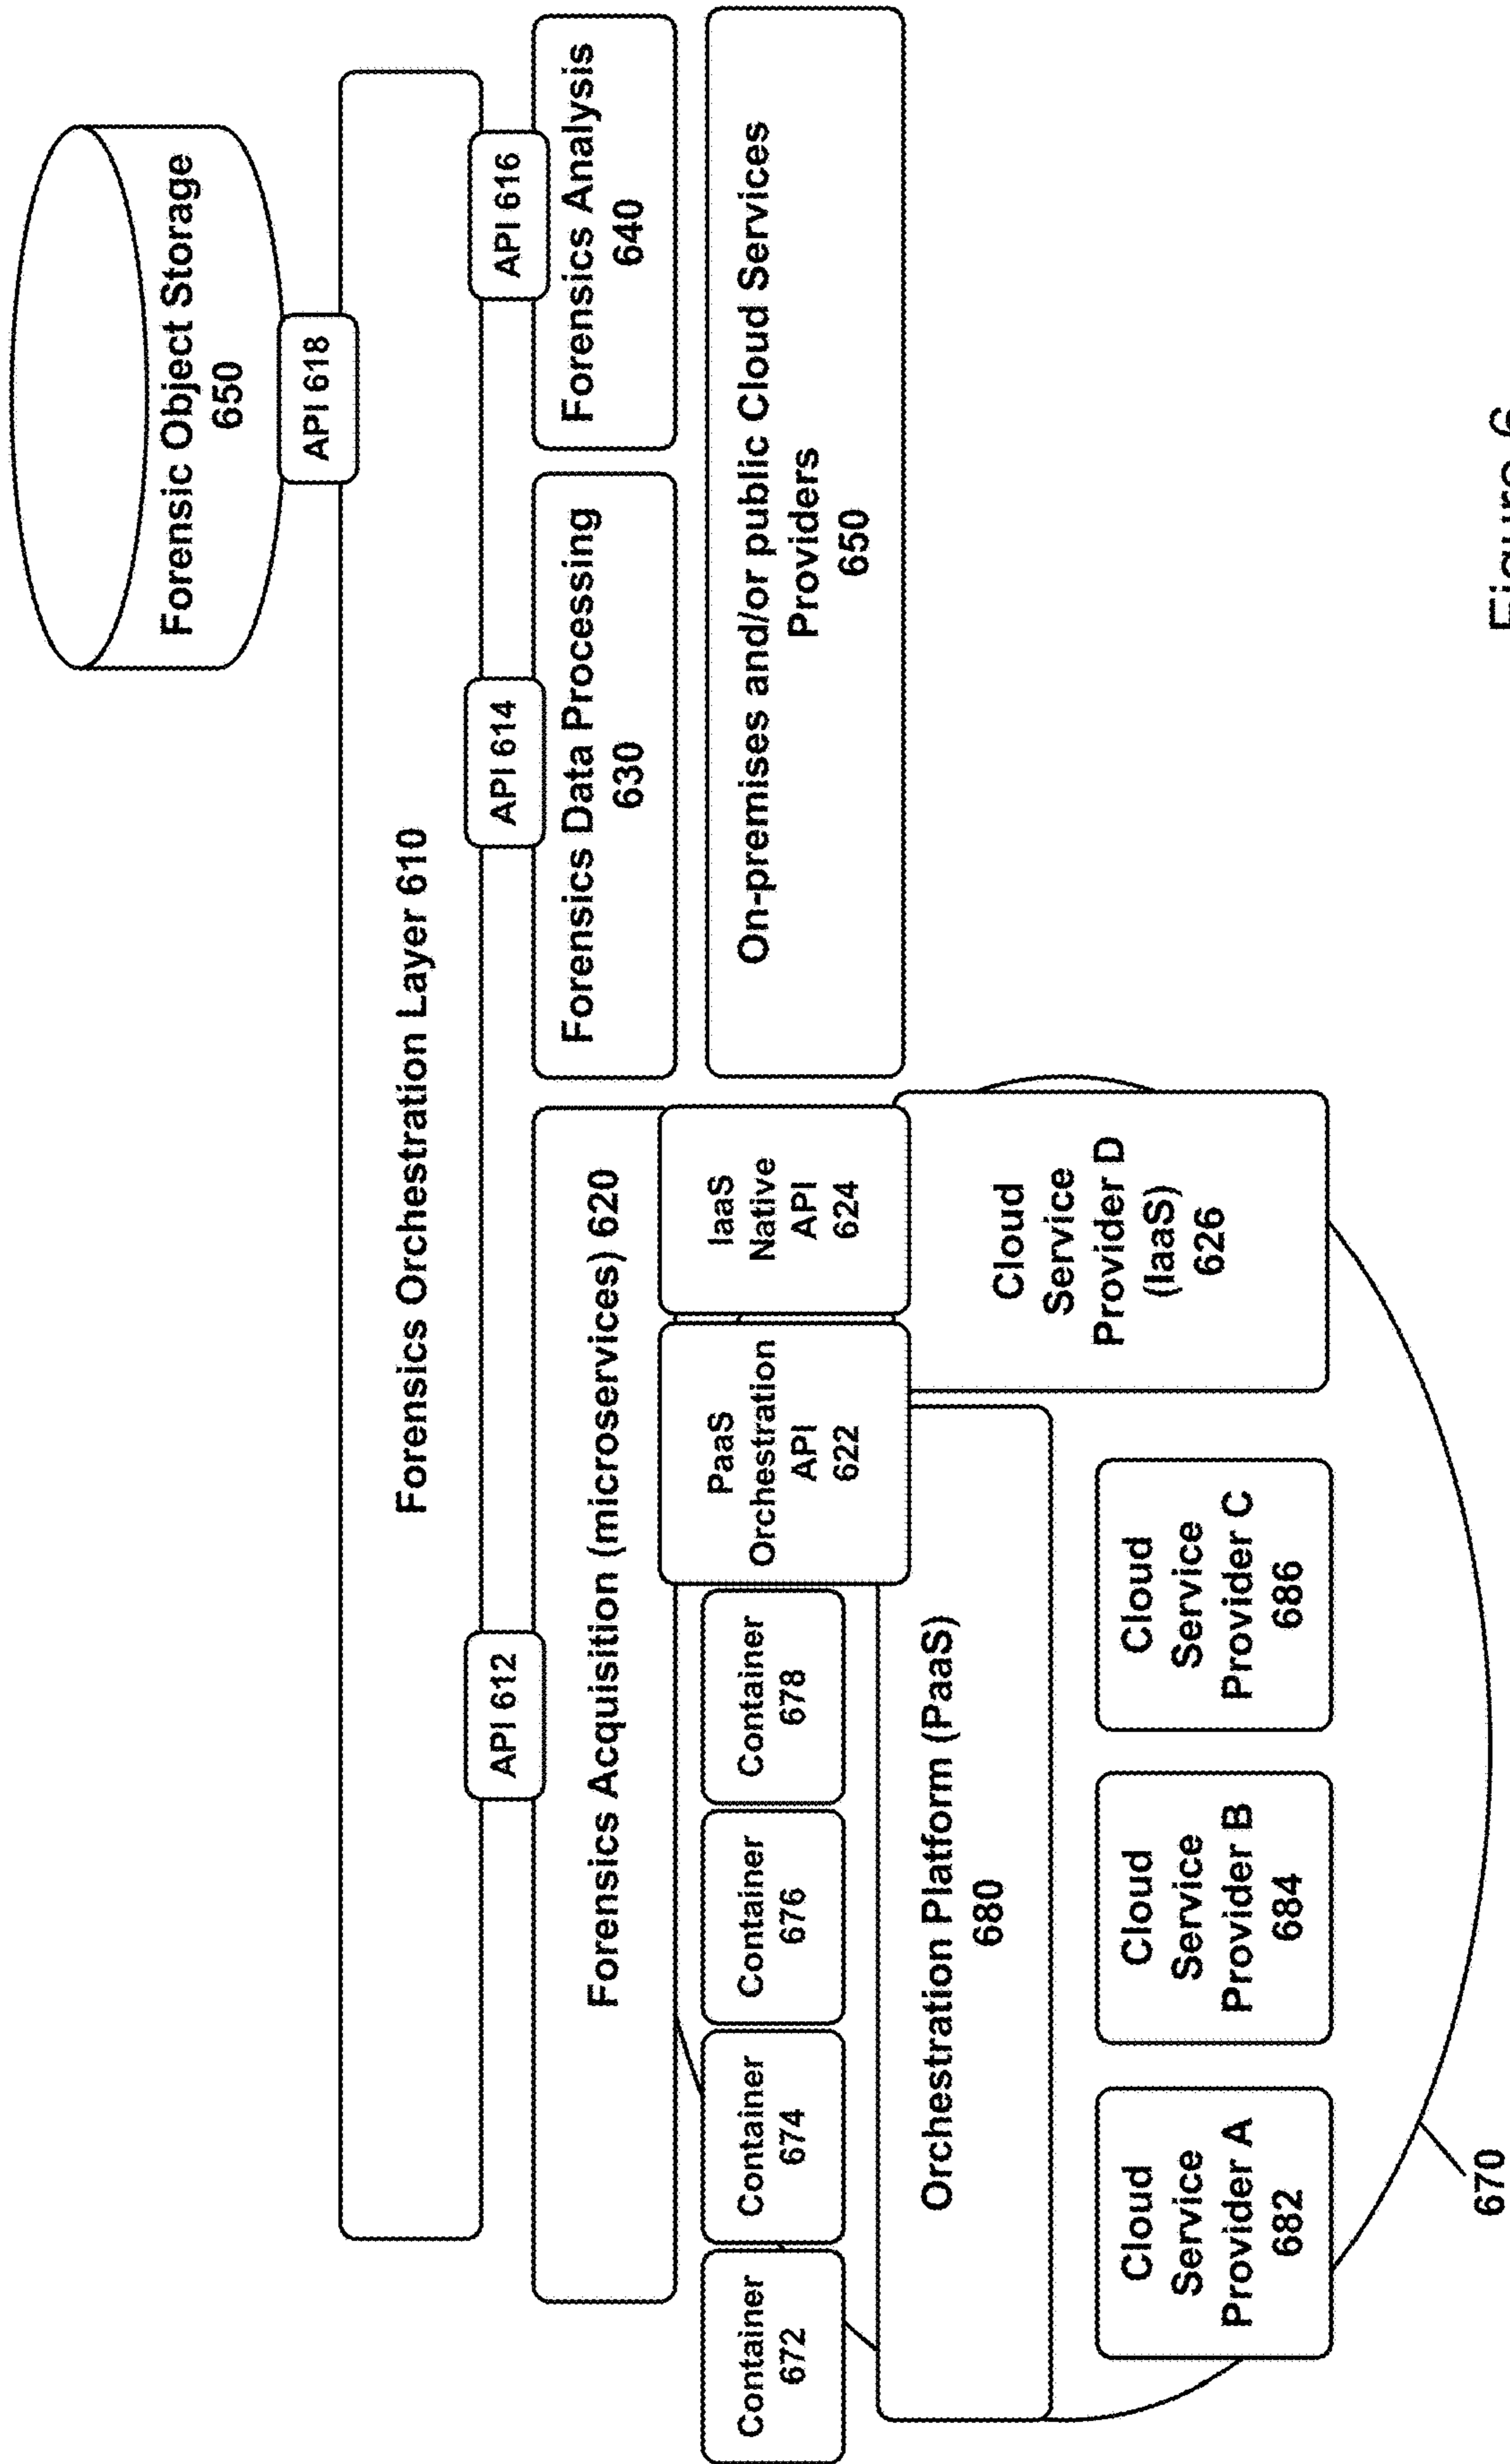 Forensic Object Storage
650
API 618
Forensics Orchestration Layer 610
API 612
API 614
API 616
Forensics Acquisition (microservices) 620
Forensics Data Processing
630
Forensics Analysis
640
Container
672
Container
674
Container
676
Container
678
PaaS
Orchestration
API
622
IaaS
Native
API
624
On-premises and/or public Cloud Services
Providers
650
Orchestration Platform (PaaS)
680
Cloud
Service
Provider A
682
Cloud
Service
Provider B
684
Cloud
Service
Provider C
686
Cloud
Service
Provider D
(IaaS)
626
670
Figure 6